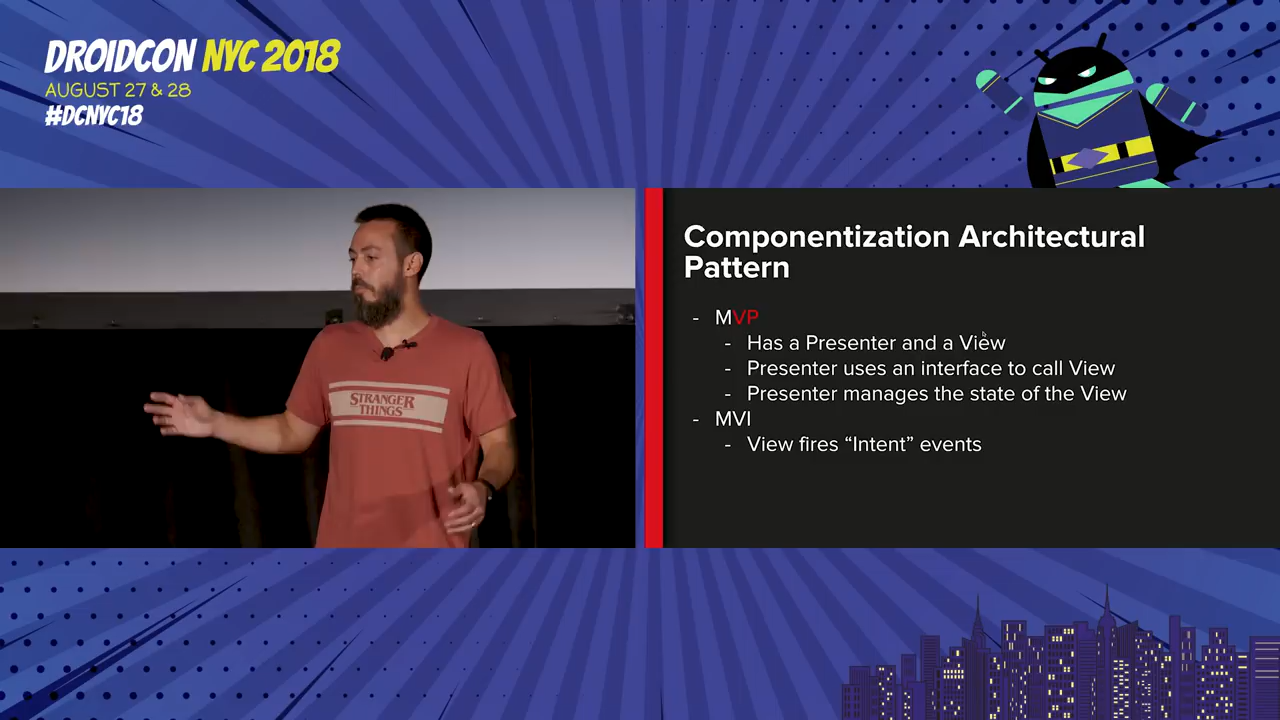 DROIDCON NYC 2018
AUGUST 27 & 28
#DCNYC18
STRANGER
THINGS
Componentization Architectural
Pattern
- MVP
- Has a Presenter and a View
- Presenter uses an interface to call View
- Presenter manages the state of the View
- MVI
- View fires “Intent” events